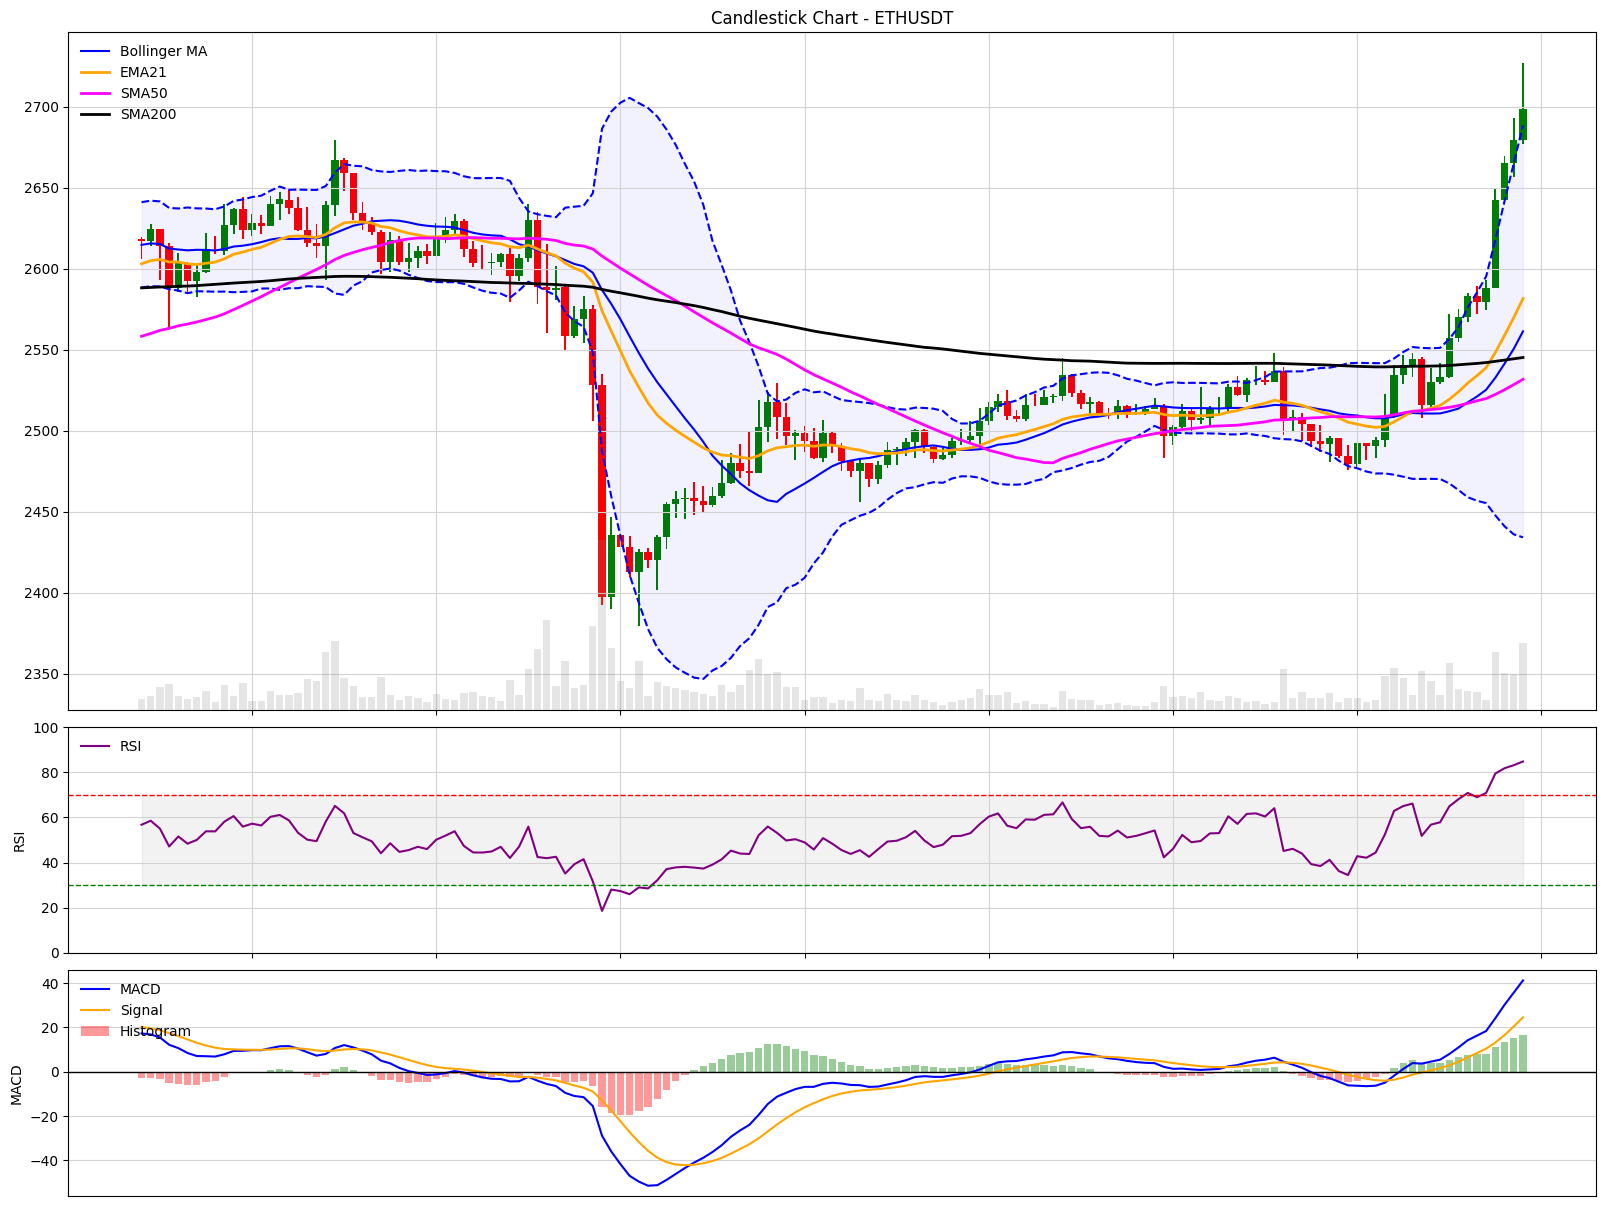 Candlestick Chart - ETHUSDT
Bollinger MA
EMA21
SMA50
SMA200
2700
2650
2600
2550
2500
2450
2400
2350
RSI
100
80
60
40
20
0
RSI
MACD
Signal
Histogram
40
20
0
−20
−40
MACD